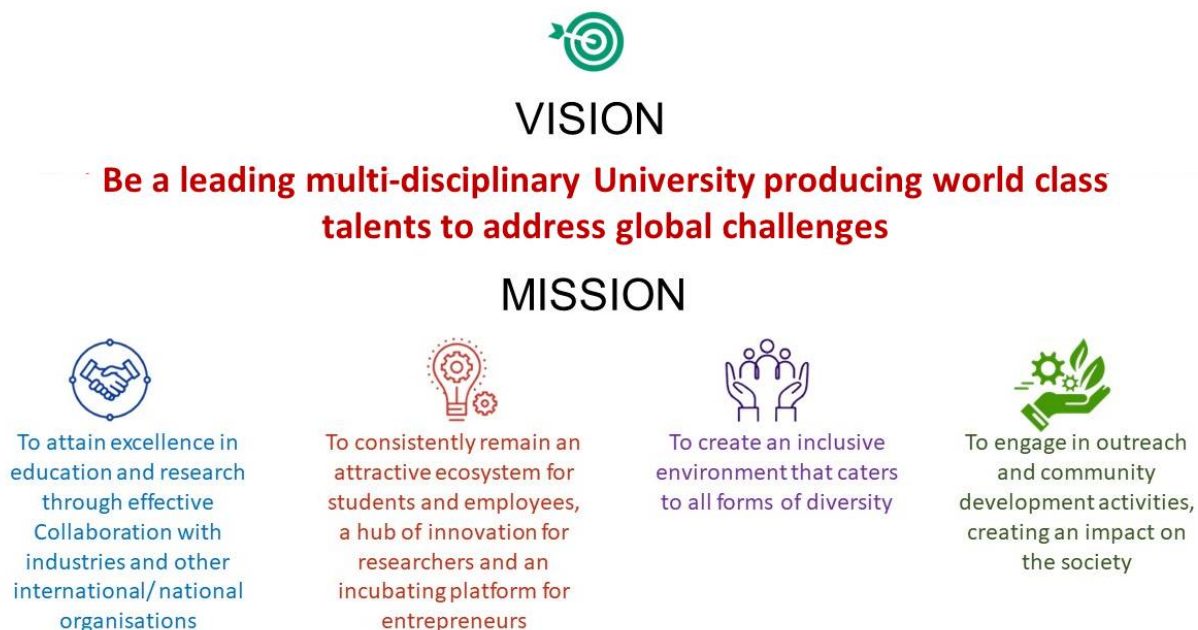 VISION
Be a leading multi-disciplinary University producing world class
talents to address global challenges
MISSION
To attain excellence in
education and research
through effective
Collaboration with
industries and other
international/ national
organisations
To consistently remain an
attractive ecosystem for
students and employees,
a hub of innovation for
researchers and an
incubating platform for
entrepreneurs
To create an inclusive
environment that caters
to all forms of diversity
To engage in outreach
and community
development activities,
creating an impact on
the society